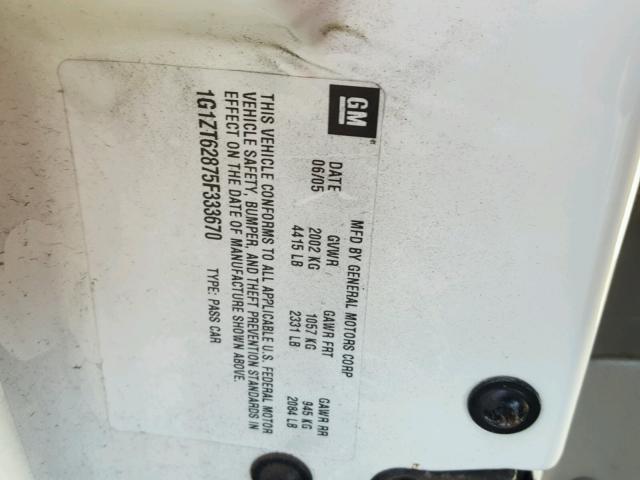 GM
MFD BY GENERAL MOTORS CORP
DATE GVWR GAWR FRT GAWR RR
06/05 2002 KG 1057 KG 945 KG
4415 LB 2331 LB 2084 LB
THIS VEHICLE CONFORMS TO ALL APPLICABLE U.S. FEDERAL MOTOR
VEHICLE SAFETY, BUMPER, AND THEFT PREVENTION STANDARDS IN
EFFECT ON THE DATE OF MANUFACTURE SHOWN ABOVE.
1G1ZT62875F333670 TYPE: PASS CAR